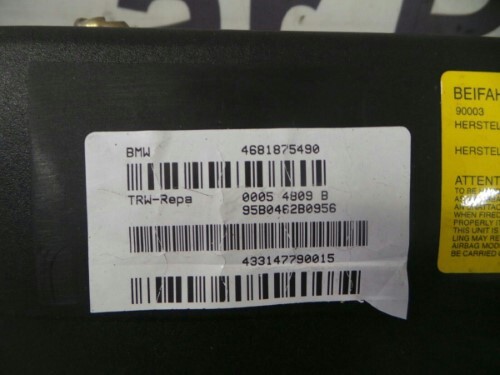 BMW 4681875490
TRW-Repa 0005 4809 B
95B0462B0956
433147790015
BEIFAH
90003
HERSTEL
HERSTEL
ATTENT
TO BE
WHEN FIRED
PROPERLY
THIS UNIT IS
LING MAY RE
AIRBAG MOD
BE CARRIED